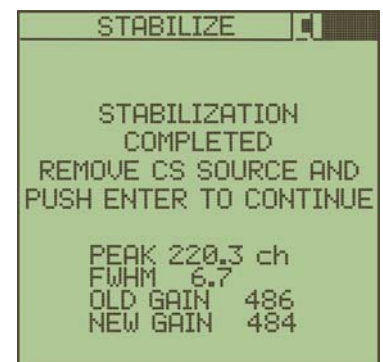 STABILIZE
STABILIZATION
COMPLETED
REMOVE CS SOURCE AND
PUSH ENTER TO CONTINUE
PEAK 220.3 ch
FWHM 6.7
OLD GAIN 486
NEW GAIN 484